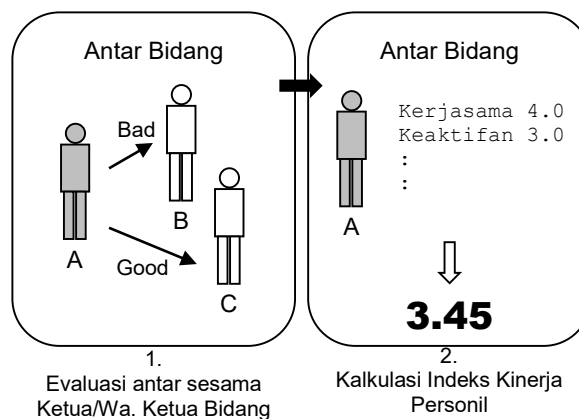 Antar Bidang
Bad
B
A
Good
C
1.
Evaluasi antar sesama
Ketua/Wa. Ketua Bidang
Antar Bidang
Kerjasama 4.0
Keaktifan 3.0
:
:
A
3.45
2.
Kalkulasi Indeks Kinerja
Personil